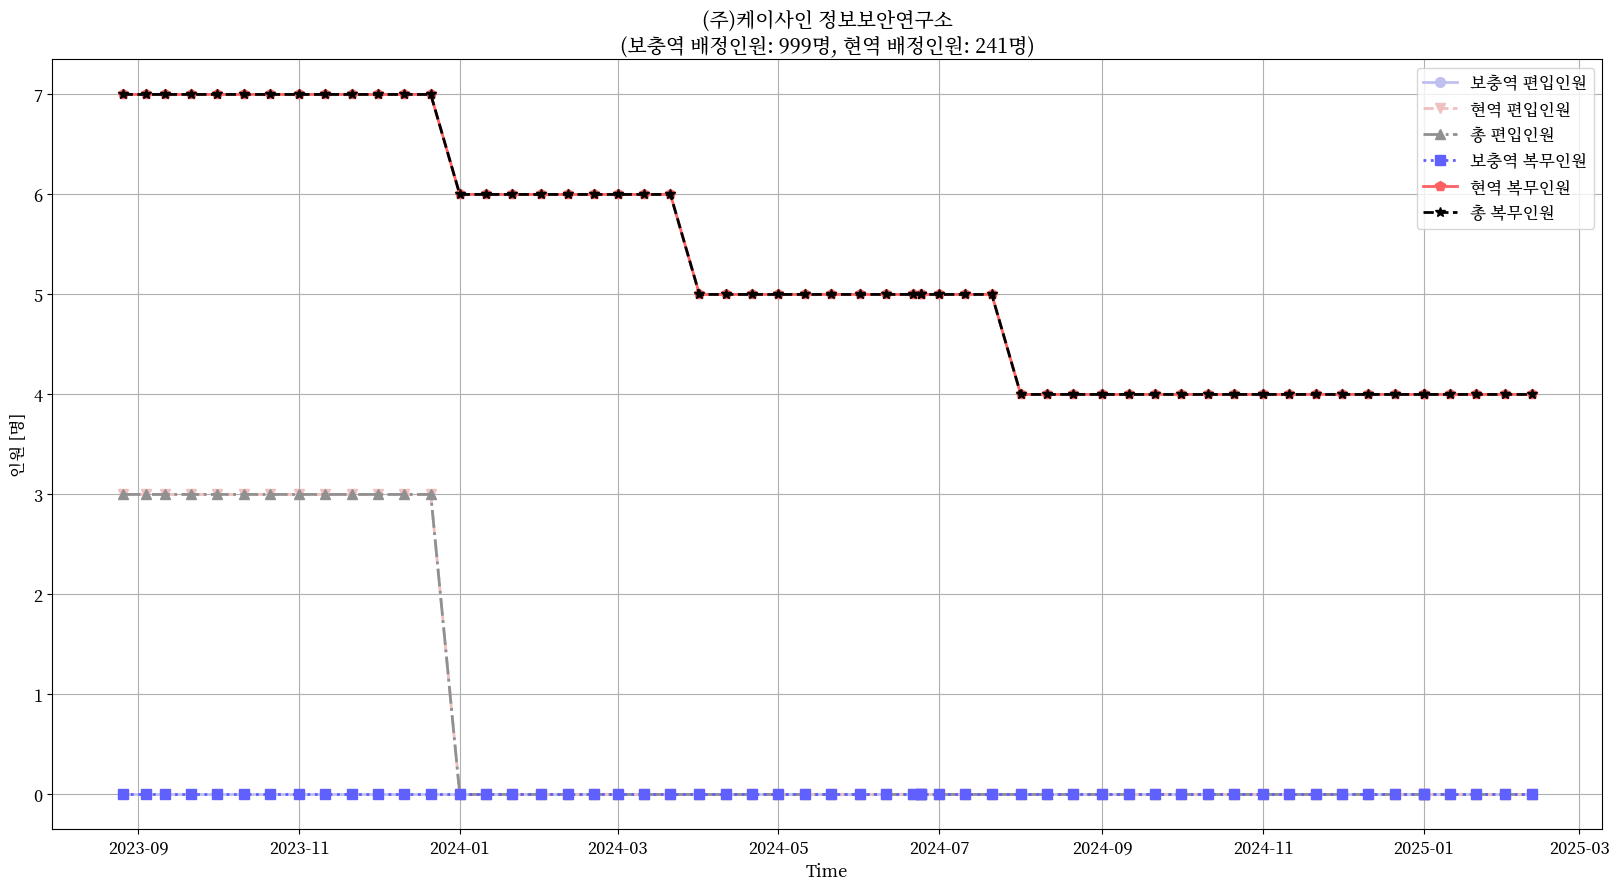 (주)케이사인 정보보안연구소
(보충역 배정인원: 999명, 현역 배정인원: 241명)
보충역 편입인원
현역 편입인원
총 편입인원
보충역 복무인원
현역 복무인원
총 복무인원
인원 [명]
7
6
5
4
3
2
1
0
2023-09 2023-11 2024-01 2024-03 2024-05 2024-07 2024-09 2024-11 2025-01 2025-03
Time